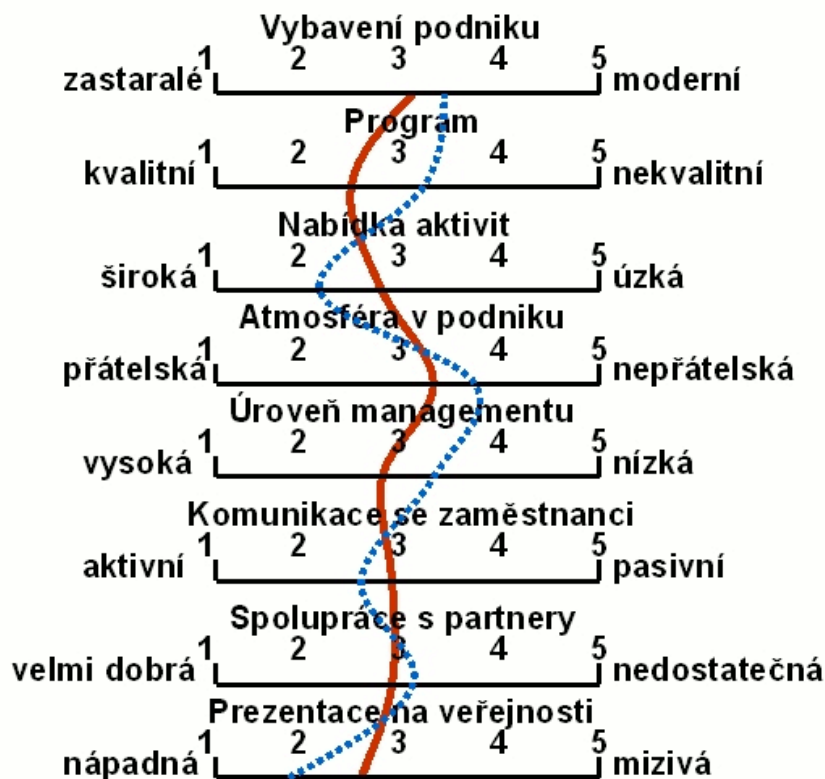 Vybavení podniku
1 2 3 4 5
zastaralé moderní
Program
1 2 3 4 5
kvalitní nekvalitní
Nabídka aktivit
1 2 3 4 5
široká úzká
Atmosféra v podniku
1 2 3 4 5
přátelská nepřátelská
Úroveň managementu
1 2 3 4 5
vysoká nízká
Komunikace se zaměstnanci
1 2 3 4 5
aktivní pasivní
Spolupráce s partnery
1 2 3 4 5
velmi dobrá nedostatečná
Prezentace na veřejnosti
1 2 3 4 5
nápadná mizivá